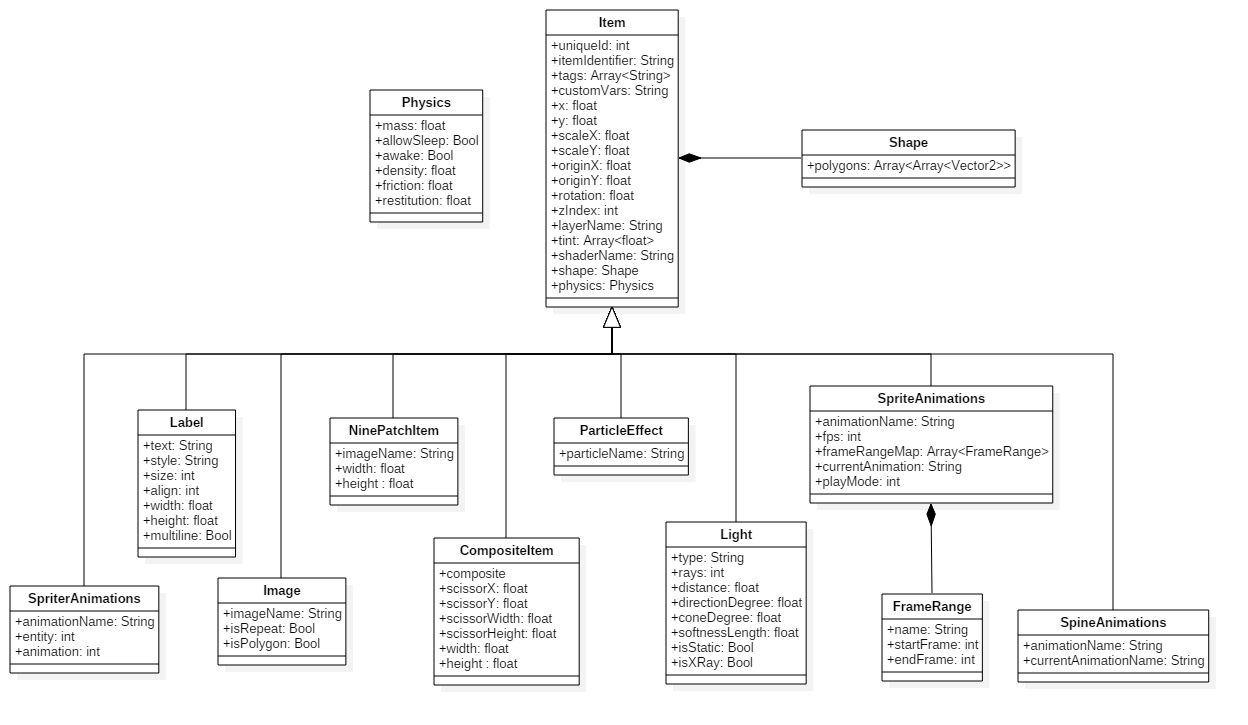 Item
+uniqueId: int
+itemIdentifier: String
+tags: Array<String>
+customVars: String
+x: float
+y: float
+scaleX: float
+scaleY: float
+originX: float
+originY: float
+rotation: float
+zIndex: int
+layerName: String
+tint: Array<float>
+shaderName: String
+shape: Shape
+physics: Physics
Physics
+mass: float
+allowSleep: Bool
+awake: Bool
+density: float
+friction: float
+restitution: float
Shape
+polygons: Array<Array<Vector2>>
Label
+text: String
+style: String
+size: int
+align: int
+width: float
+height: float
+multiline: Bool
NinePatchItem
+imageName: String
+width: float
+height : float
ParticleEffect
+particleName: String
SpriteAnimations
+animationName: String
+fps: int
+frameRangeMap: Array<FrameRange>
+currentAnimation: String
+playMode: int
SpriterAnimations
+animationName: String
+entity: int
+animation: int
Image
+imageName: String
+isRepeat: Bool
+isPolygon: Bool
CompositeItem
+composite
+scissorX: float
+scissorY: float
+scissorWidth: float
+scissorHeight: float
+width: float
+height : float
Light
+type: String
+rays: int
+distance: float
+directionDegree: float
+coneDegree: float
+softnessLength: float
+isStatic: Bool
+isXRay: Bool
FrameRange
+name: String
+startFrame: int
+endFrame: int
SpineAnimations
+animationName: String
+currentAnimationName: String